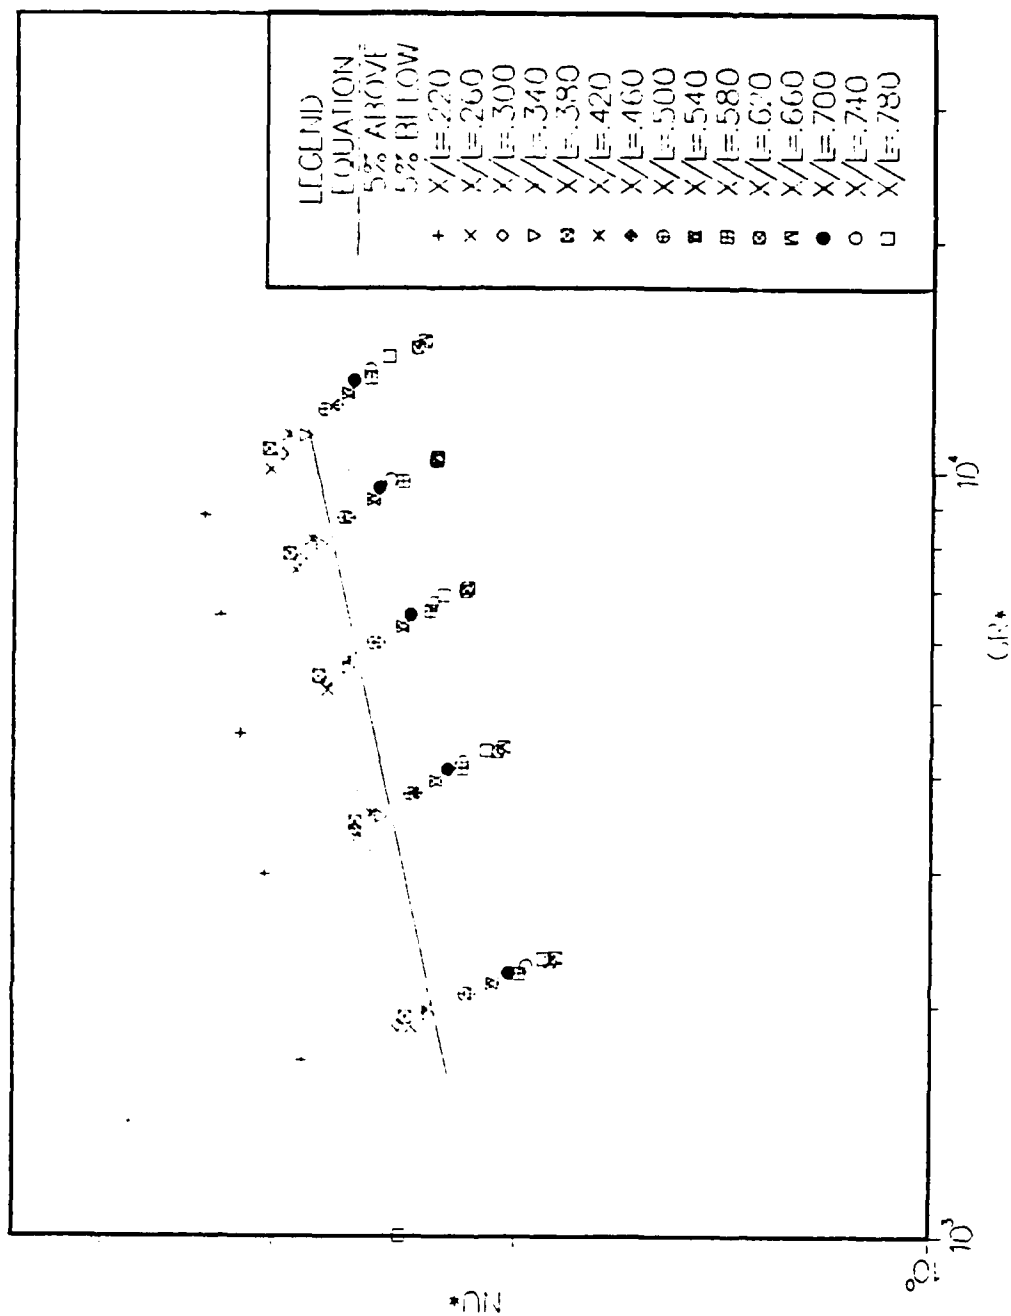 LEGEND
EQUATION
5% ABOVE
5% BELOW
X/L=.220
X/L=.260
X/L=.300
X/L=.340
X/L=.380
X/L=.420
X/L=.460
X/L=.500
X/L=.540
X/L=.580
X/L=.620
X/L=.660
X/L=.700
X/L=.740
X/L=.780
NU*
10⁰
10³
10⁴
GR*